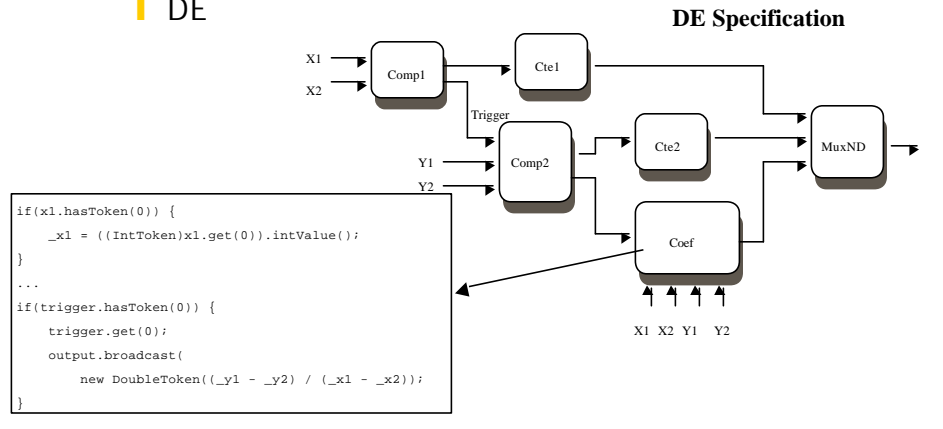 DE
DE Specification
X1
X2
Comp1
Cte1
Trigger
Y1
Y2
Comp2
Cte2
MuxND
Coef
X1 X2 Y1 Y2
if(x1.hasToken(0)) {
_x1 = ((IntToken)x1.get(0)).intValue();
}
...
if(trigger.hasToken(0)) {
trigger.get(0);
output.broadcast(
new DoubleToken((_y1 - _y2) / (_x1 - _x2));
}